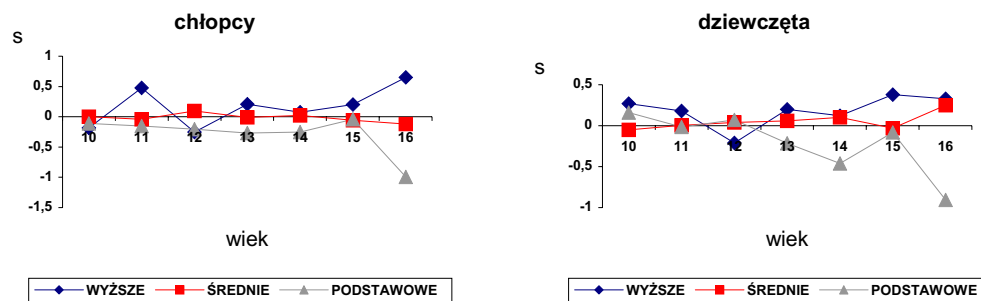 chłopcy
s
1
0,5
0
-0,5
-1
-1,5
10 11 12 13 14 15 16
wiek
WYŻSZE ŚREDNIE PODSTAWOWE
dziewczęta
s
0,5
0
-0,5
-1
10 11 12 13 14 15 16
wiek
WYŻSZE ŚREDNIE PODSTAWOWE